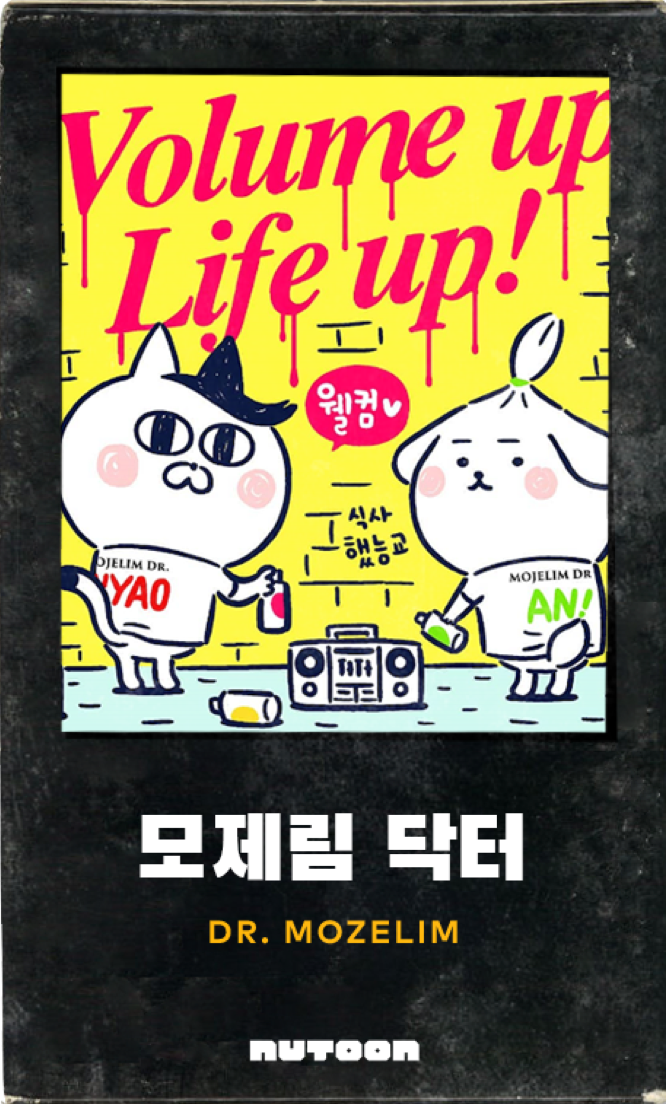 Volume up
Life up!
웰컴♥
식사
했능교
OJELIM DR.
YAO
MOJELIM DR
AN!
모제림 닥터
DR. MOZELIM
NUTOON